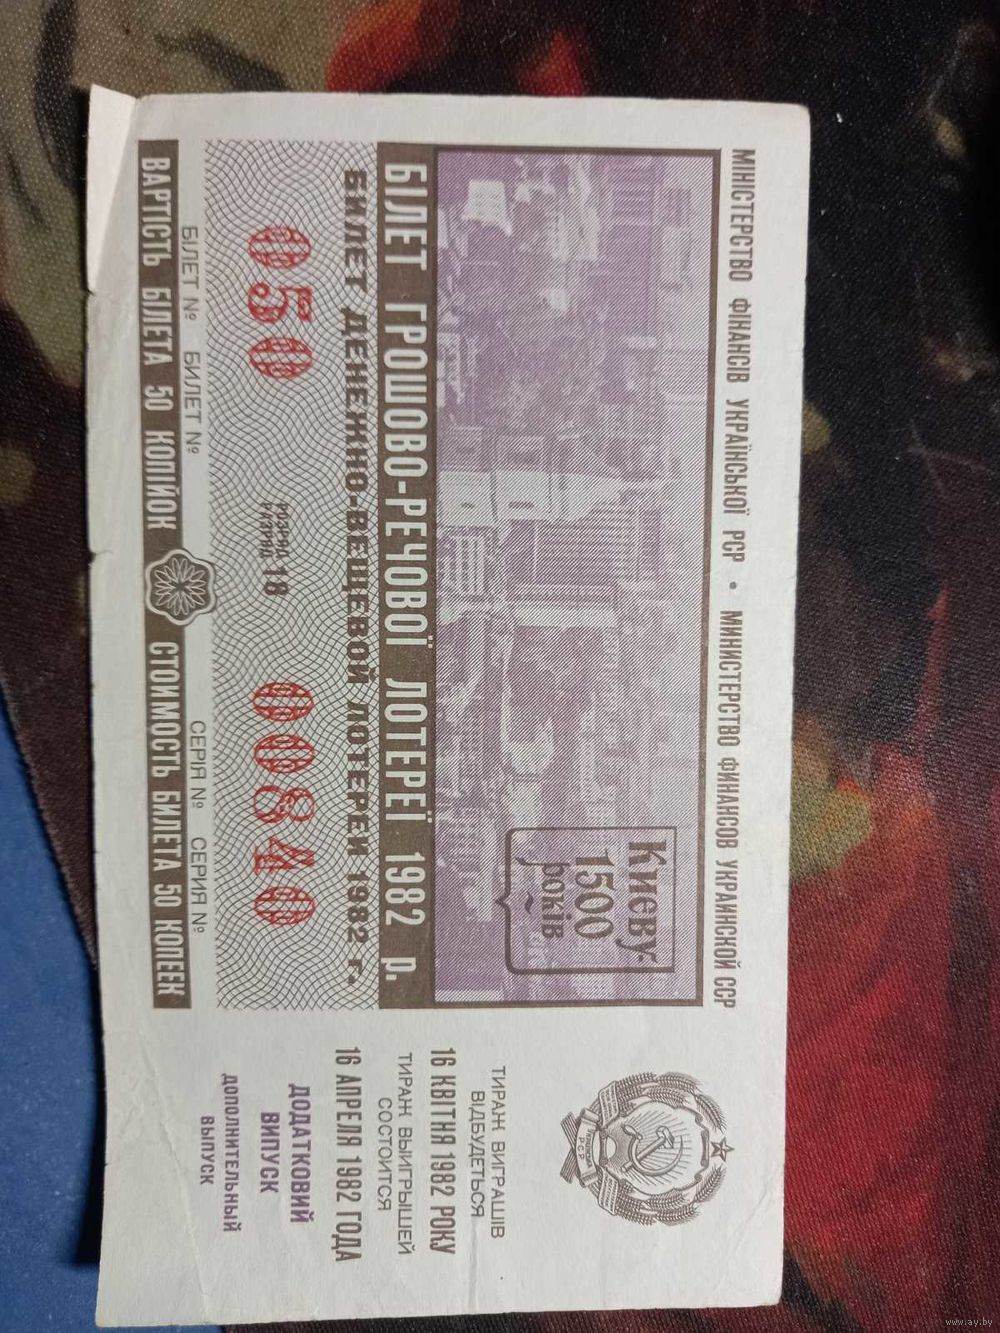 МІНІСТЕРСТВО ФІНАНСІВ УКРАЇНСЬКОЇ РСР • МИНИСТЕРСТВО ФИНАНСОВ УКРАИНСКОЙ ССР
Києву-
1500
років
БІЛЕТ ГРОШОВО-РЕЧОВОЇ ЛОТЕРЕЇ 1982 р.
БИЛЕТ ДЕНЕЖНО-ВЕЩЕВОЙ ЛОТЕРЕИ 1982 г.
050
РОЗРЯД
РАЗРЯД
18
00840
БІЛЕТ № БИЛЕТ №
СЕРІЯ № СЕРИЯ №
ВАРТІСТЬ БІЛЕТА 50 КОПІЙОК
СТОИМОСТЬ БИЛЕТА 50 КОПЕЕК
ТИРАЖ ВИГРАШІВ
ВІДБУДЕТЬСЯ
16 КВІТНЯ 1982 РОКУ
ТИРАЖ ВЫИГРЫШЕЙ
СОСТОИТСЯ
16 АПРЕЛЯ 1982 ГОДА
ДОДАТКОВИЙ
ВИПУСК
ДОПОЛНИТЕЛЬНЫЙ
ВЫПУСК
www.ay.by